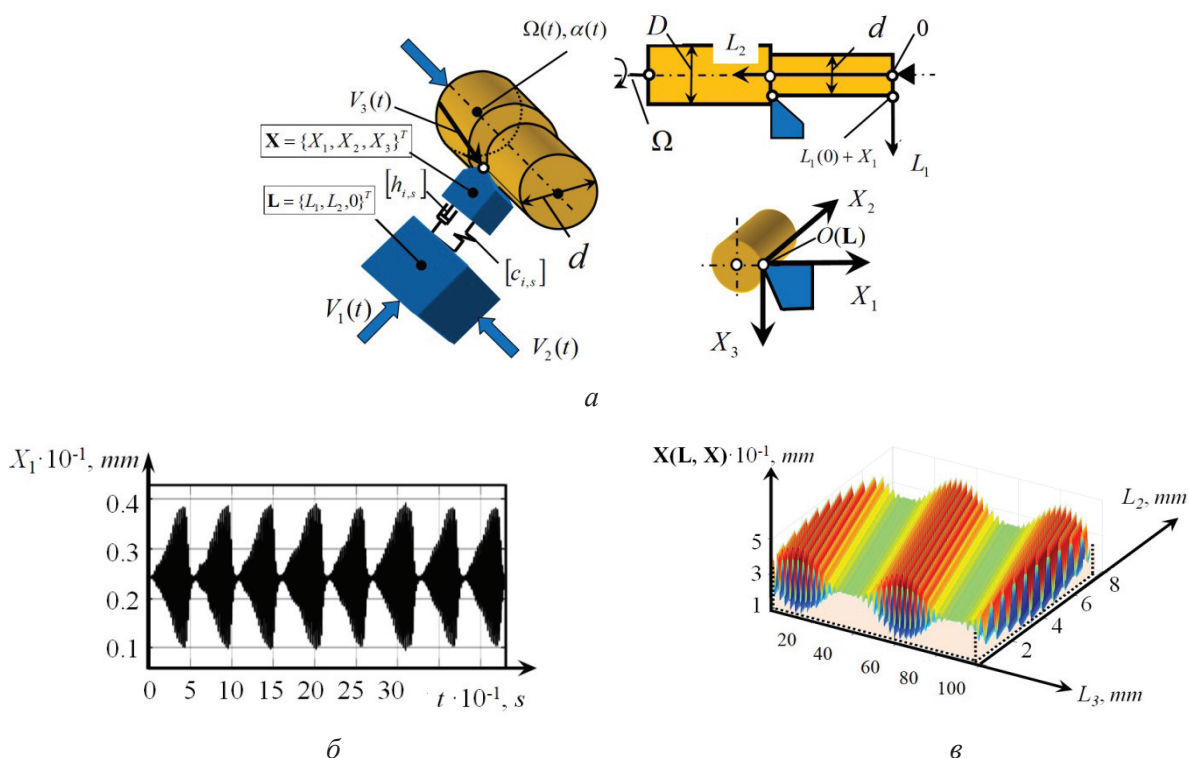 Ω(t), α(t)
V₃(t)
X = {X₁, X₂, X₃}ᵀ
[h_{i,s}]
L = {L₁, L₂, 0}ᵀ
d
[c_{i,s}]
V₁(t)
V₂(t)
D
L₂
d
0
Ω
L₁(0) + X₁
L₁
X₂
O(L)
X₁
X₃
а
X₁·10⁻¹, mm
0.4
0.3
0.2
0.1
0 5 10 15 20 25 30
t · 10⁻¹, s
б
X(L, X)·10⁻¹, mm
L₂, mm
5
3
1
8
6
4
2
20 40 60 80 100
L₃, mm
в